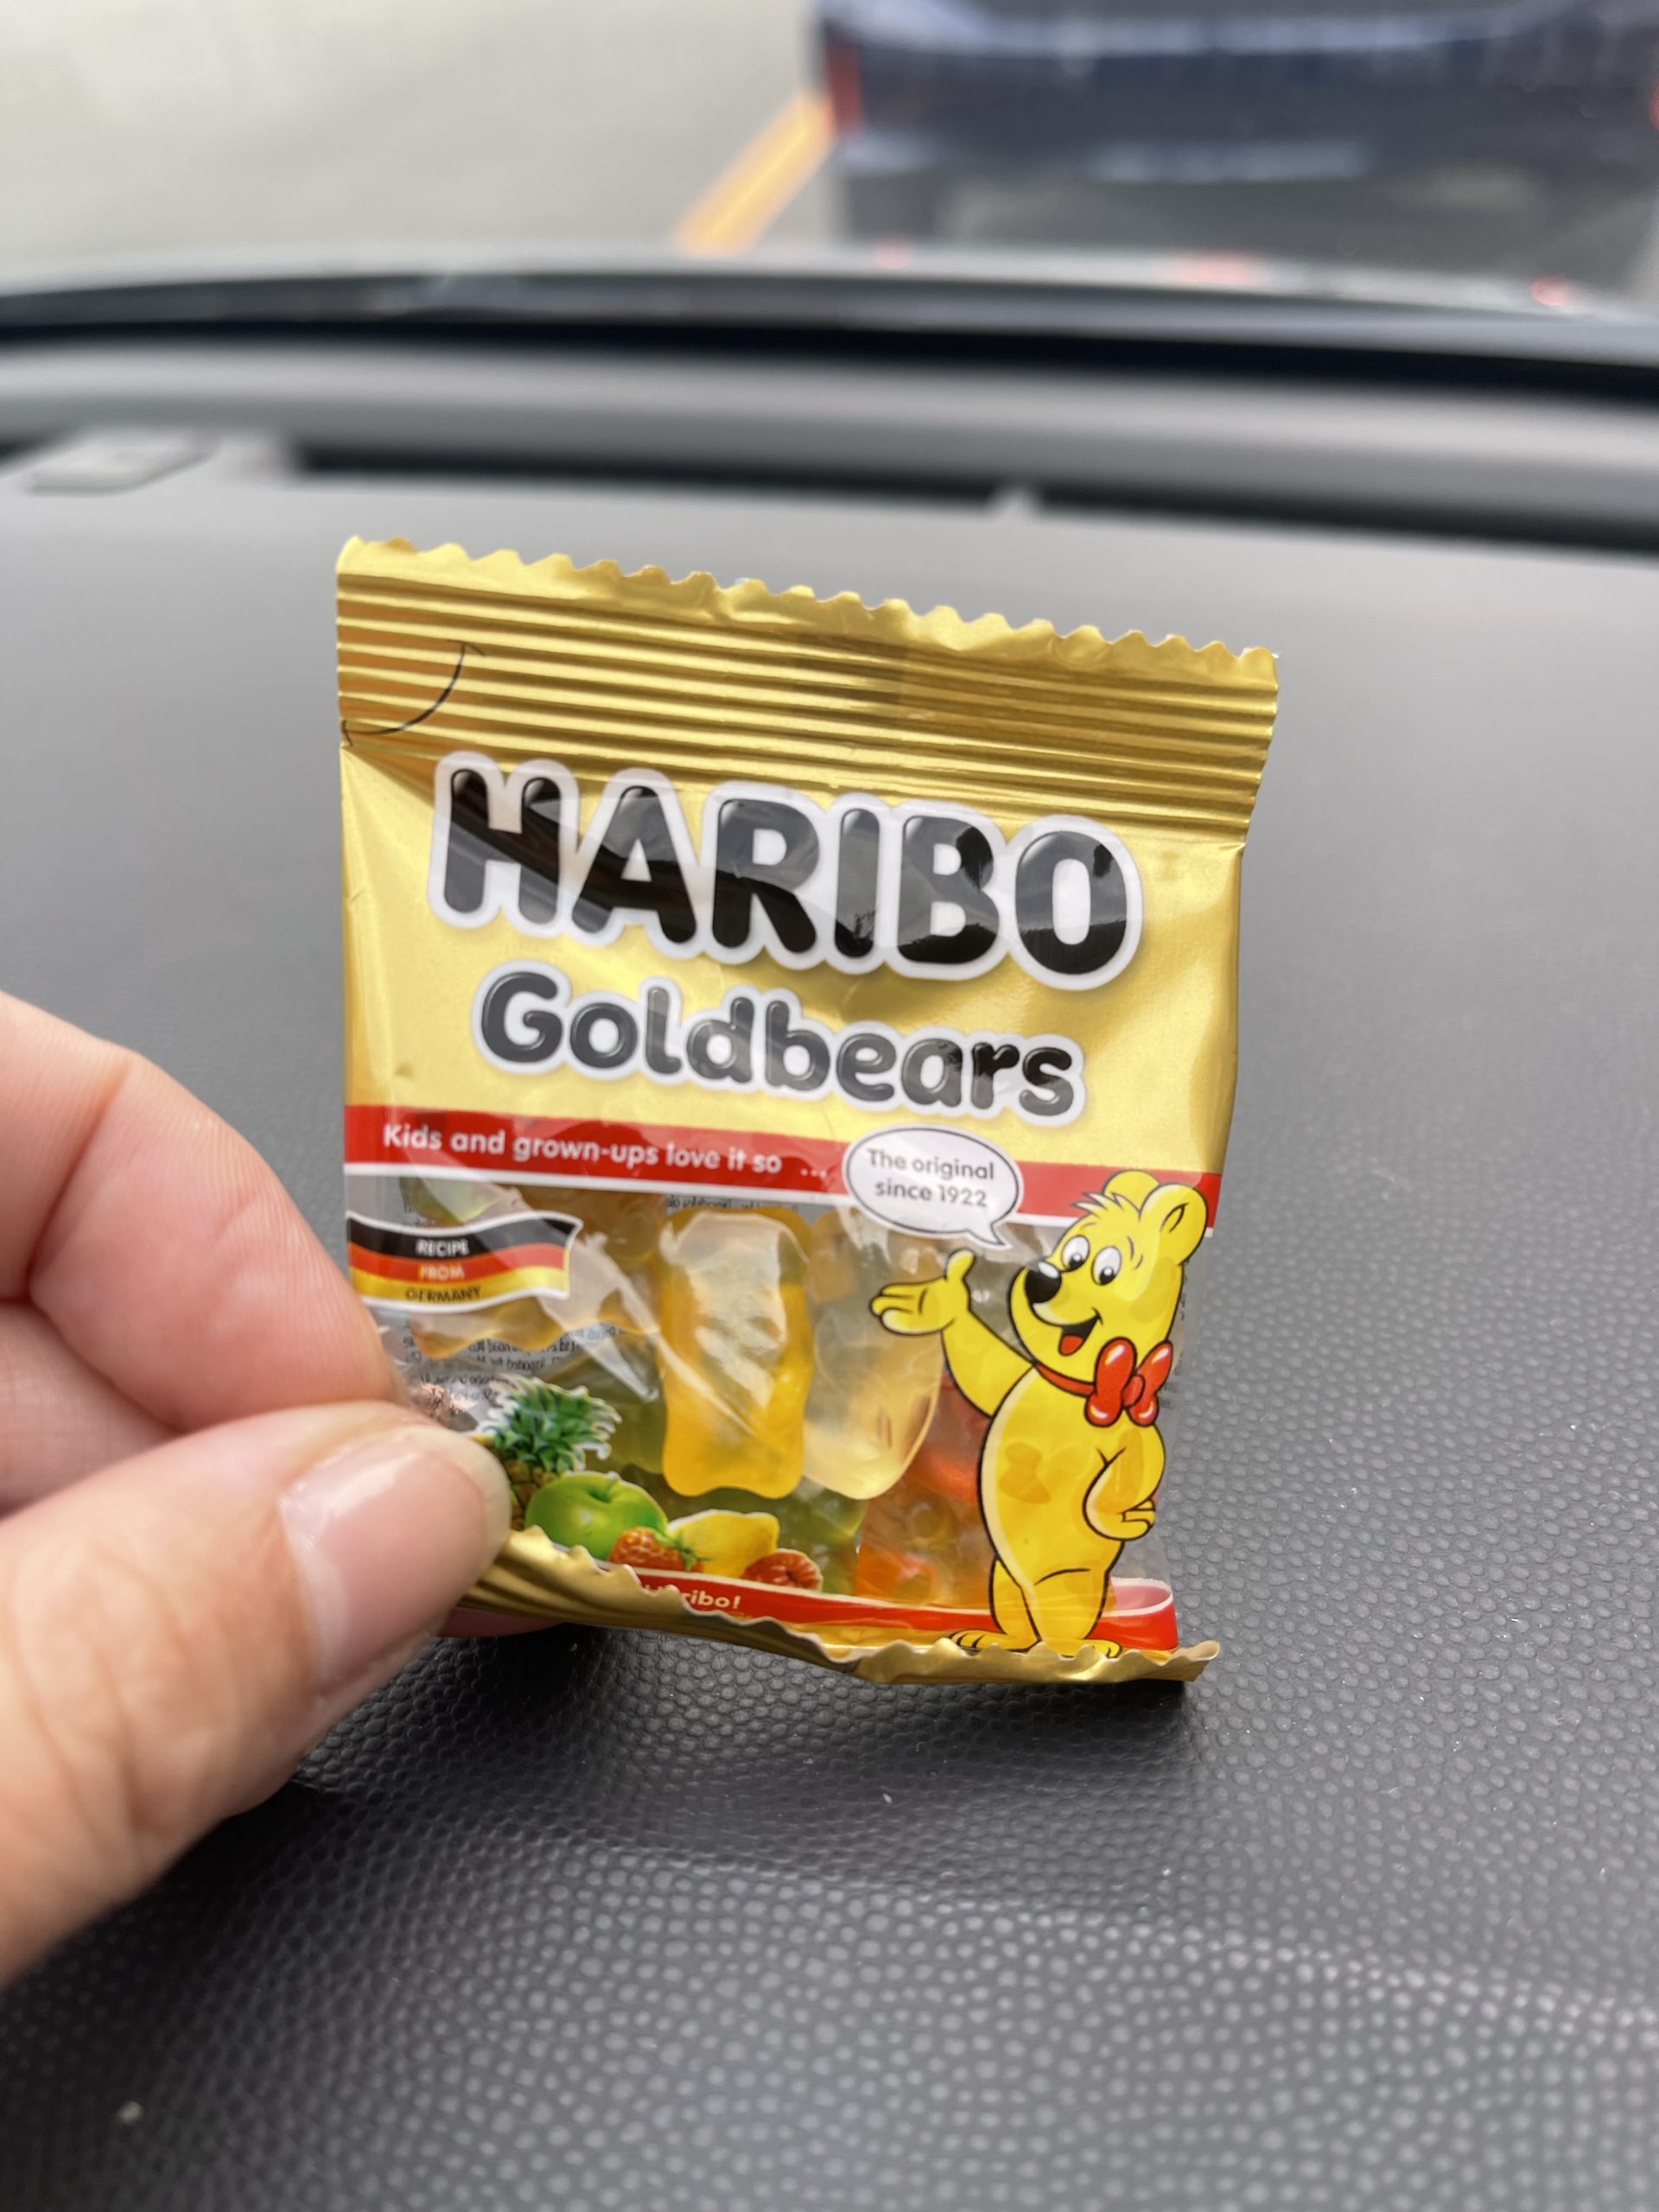 HARIBO
Goldbears
Kids and grown-ups love it so ...
The original
since 1922
RECIPE
FROM
GERMANY